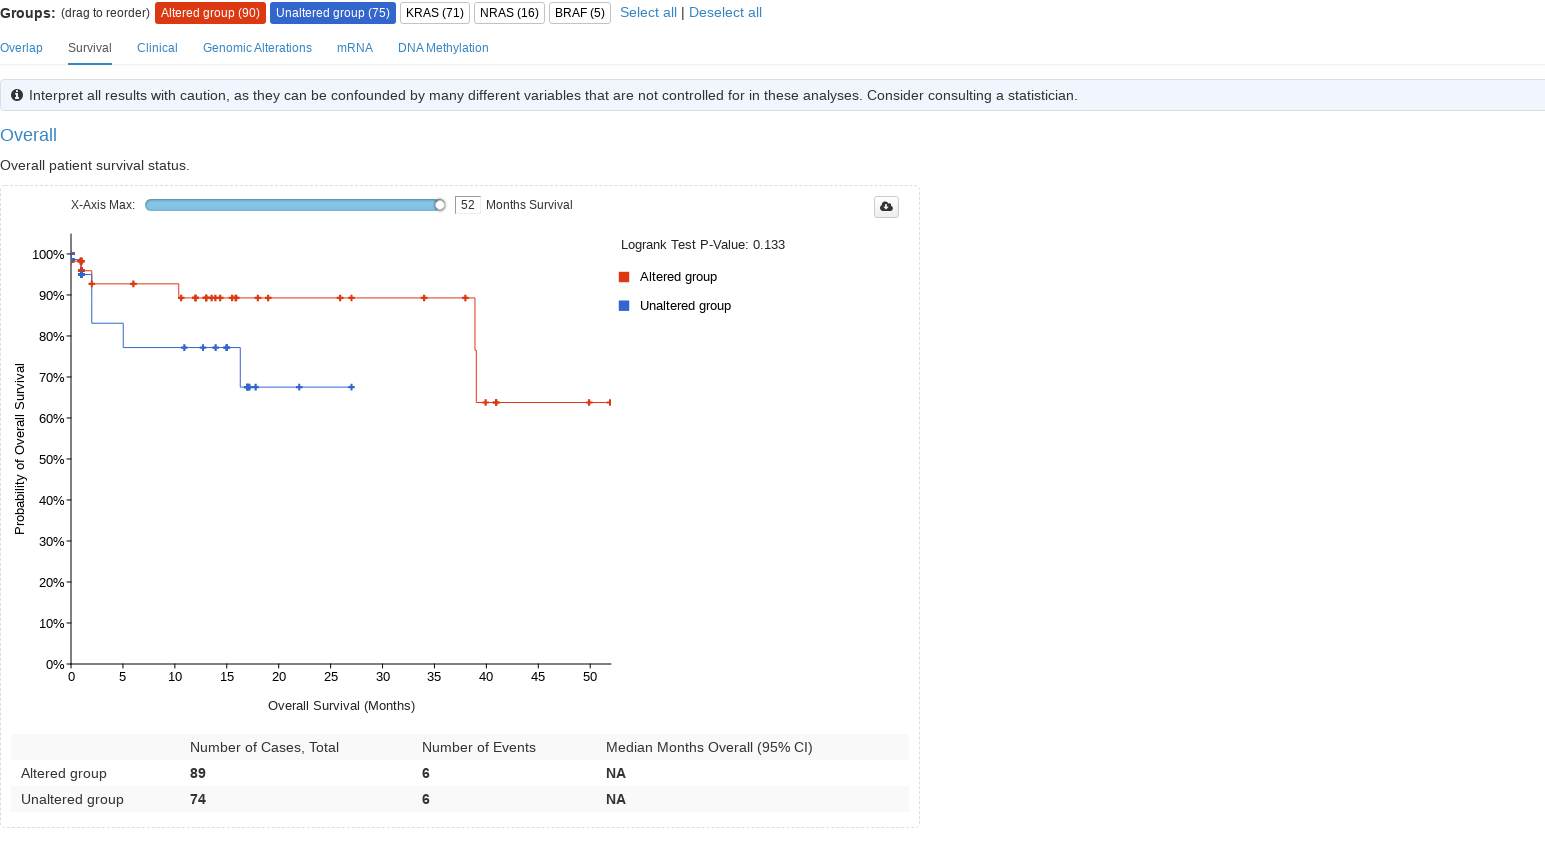 Groups: (drag to reorder) Altered group (90) Unaltered group (75) KRAS (71) NRAS (16) BRAF (5) Select all | Deselect all
Overlap Survival Clinical Genomic Alterations mRNA DNA Methylation
Interpret all results with caution, as they can be confounded by many different variables that are not controlled for in these analyses. Consider consulting a statistician.
Overall
Overall patient survival status.
X-Axis Max: 52 Months Survival
Logrank Test P-Value: 0.133
Altered group
Unaltered group
Probability of Overall Survival
100%
90%
80%
70%
60%
50%
40%
30%
20%
10%
0%
0 5 10 15 20 25 30 35 40 45 50
Overall Survival (Months)
Number of Cases, Total Number of Events Median Months Overall (95% CI)
Altered group 89 6 NA
Unaltered group 74 6 NA